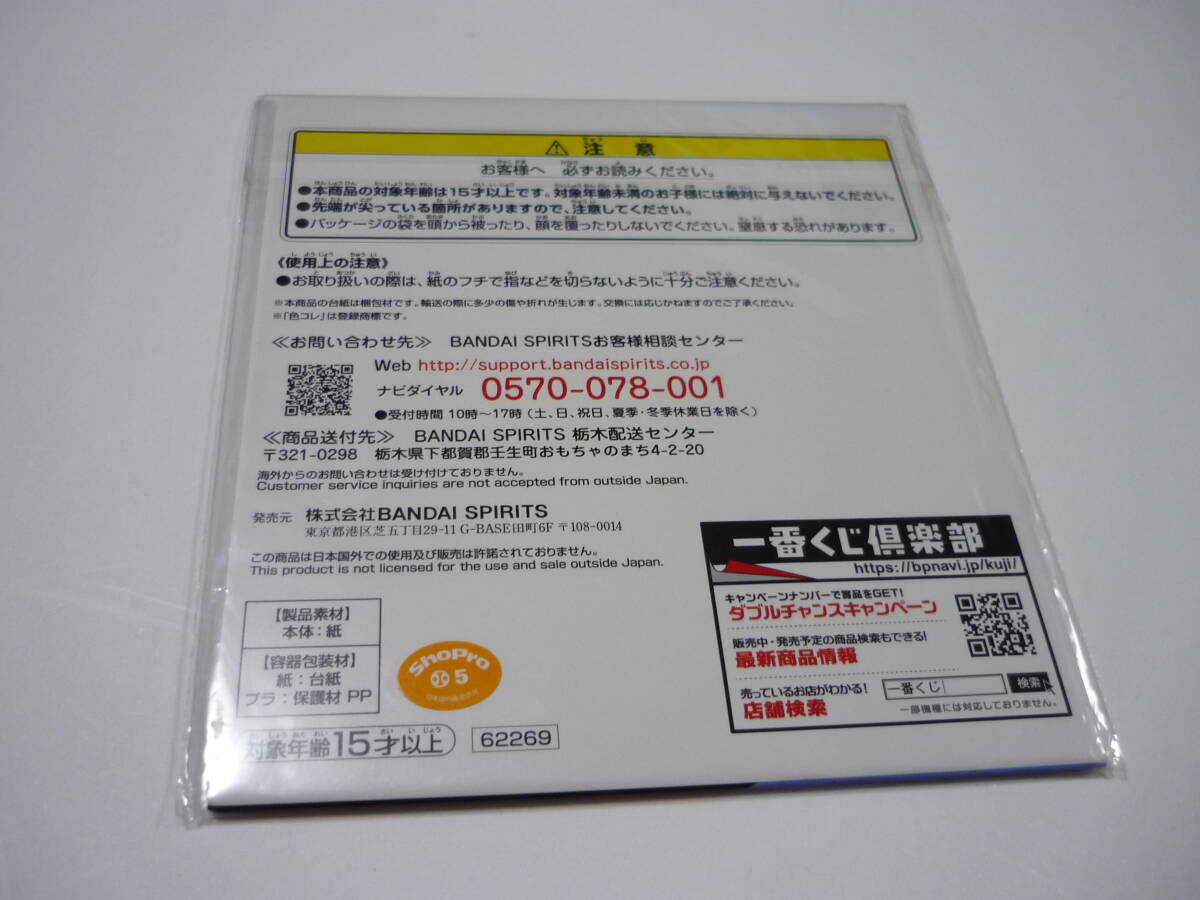 ⚠ 注意
お客様へ 必ずお読みください。
●本商品の対象年齢は15才以上です。対象年齢未満のお子様には絶対に与えないでください。
●先端が尖っている箇所がありますので、注意してください。
●パッケージの袋を頭から被ったり、顔を覆ったりしないでください。窒息する恐れがあります。
《使用上の注意》
●お取り扱いの際は、紙のフチで指などを切らないように十分ご注意ください。
※本商品の台紙は梱包材です。輸送の際に多少の傷や折れが生じます。交換には応じかねますのでご了承ください。
※「色コレ」は登録商標です。
≪お問い合わせ先≫ BANDAI SPIRITSお客様相談センター
Web http://support.bandaispirits.co.jp
ナビダイヤル 0570-078-001
●受付時間 10時～17時（土、日、祝日、夏季・冬季休業日を除く）
≪商品送付先≫ BANDAI SPIRITS 栃木配送センター
〒321-0298 栃木県下都賀郡壬生町おもちゃのまち4-2-20
海外からのお問い合わせは受け付けておりません。
Customer service inquiries are not accepted from outside Japan.
発売元 株式会社BANDAI SPIRITS
東京都港区芝五丁目29-11 G-BASE田町6F 〒108-0014
この商品は日本国外での使用及び販売は許諾されておりません。
This product is not licensed for the use and sale outside Japan.
【製品素材】
本体：紙
【容器包装材】
紙：台紙
プラ：保護材 PP
ShoPro
5
対象年齢15才以上
62269
一番くじ倶楽部
https://bpnavi.jp/kuji/
キャンペーンナンバーで賞品をGET!
ダブルチャンスキャンペーン
販売中・発売予定の商品検索もできる!
最新商品情報
売っているお店がわかる!
店舗検索
一番くじ 検索
一部機種には対応しておりません。